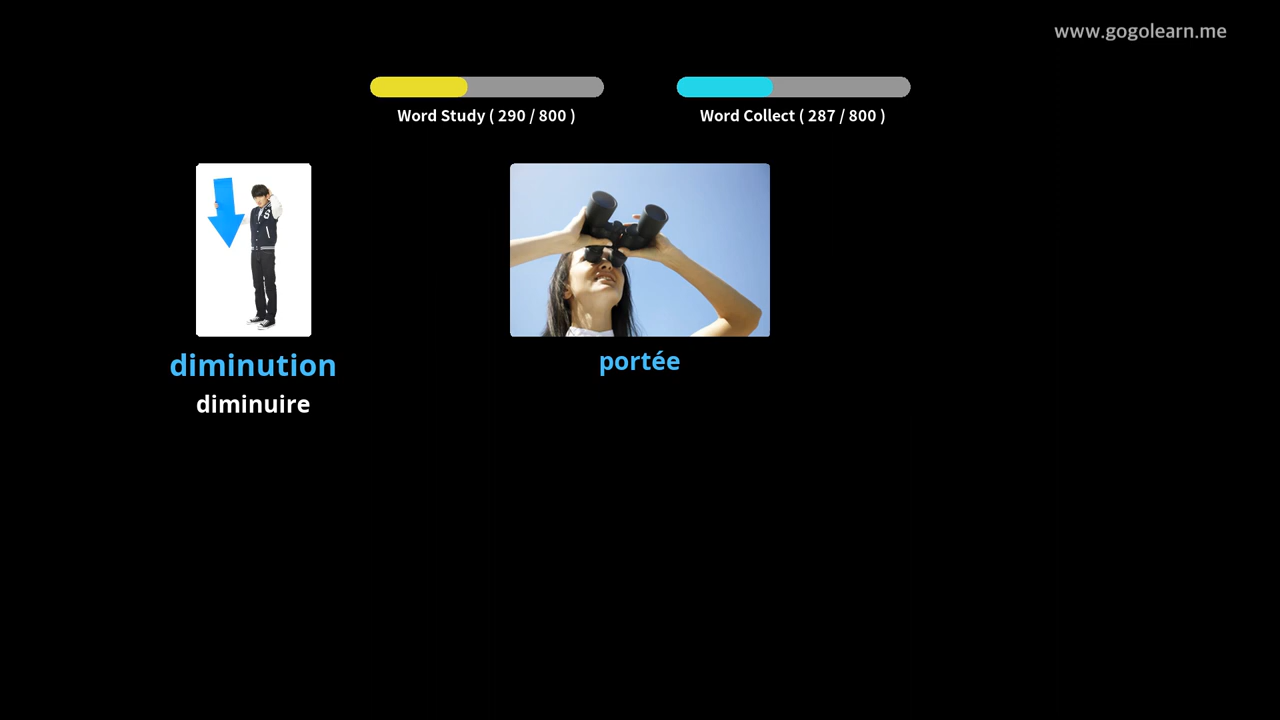 www.gogolearn.me
Word Study ( 290 / 800 )
Word Collect ( 287 / 800 )
diminution
diminuire
portée